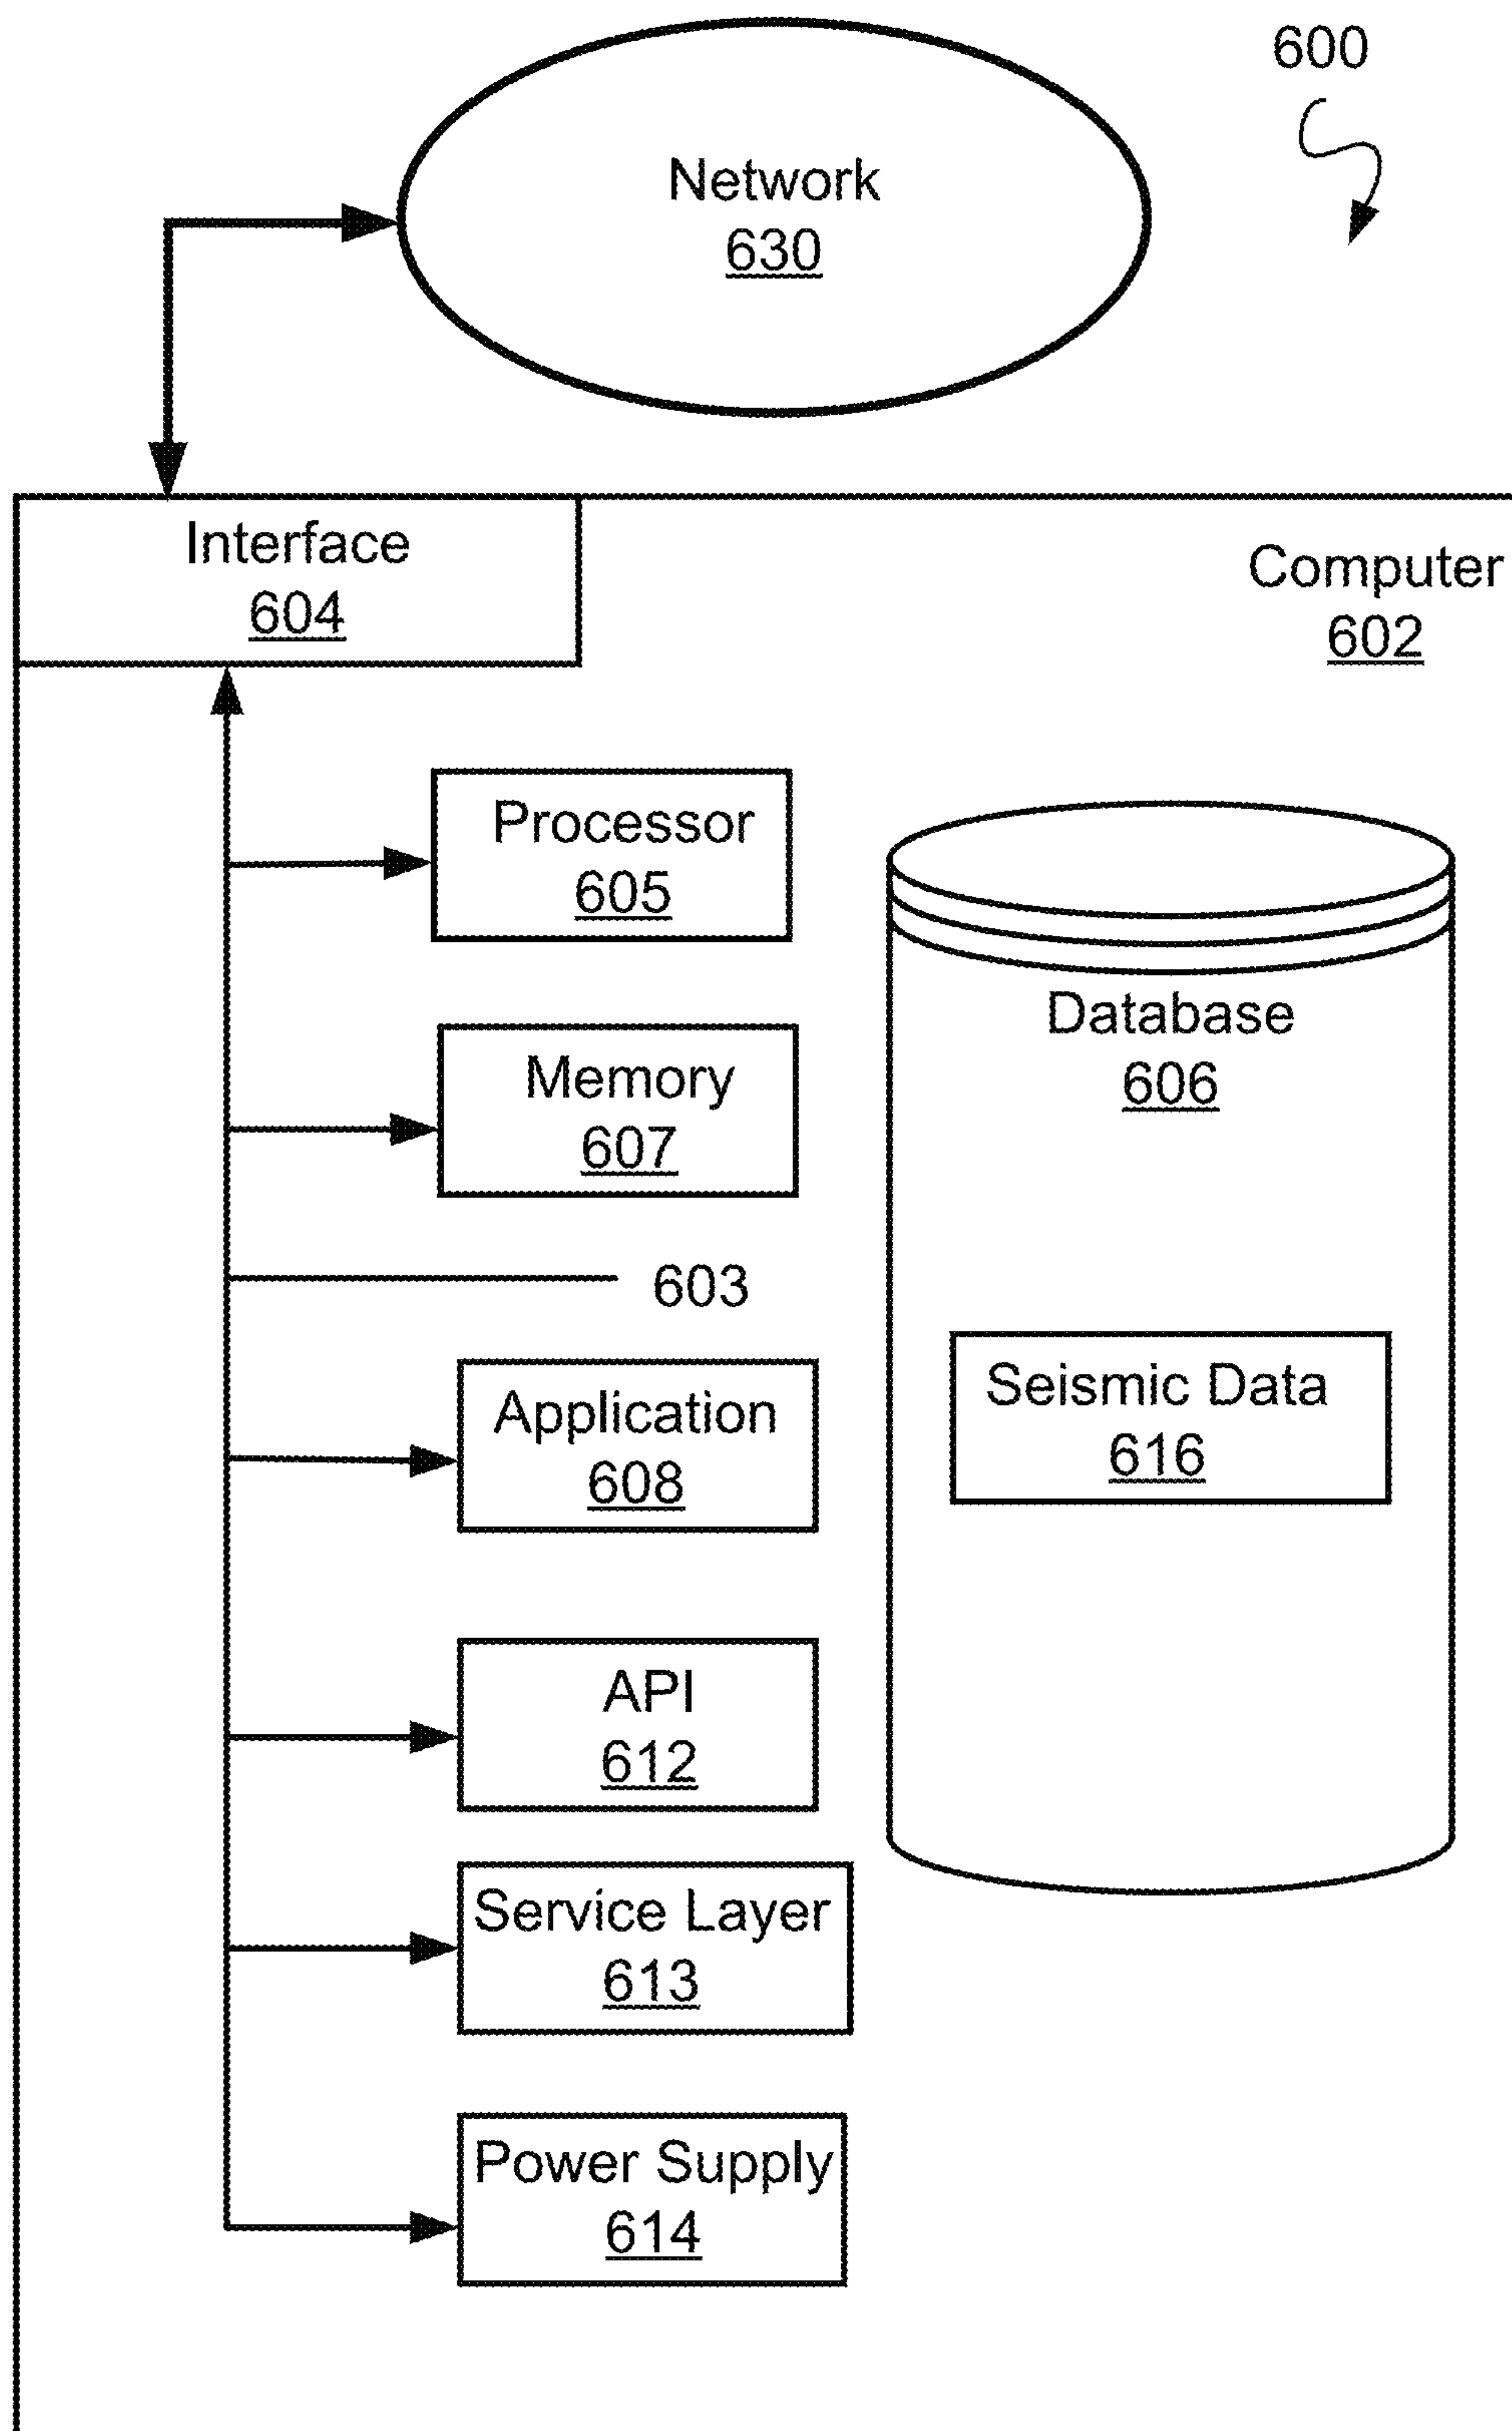 600
Network
630
Interface
604
Computer
602
Processor
605
Memory
607
603
Application
608
API
612
Service Layer
613
Power Supply
614
Database
606
Seismic Data
616